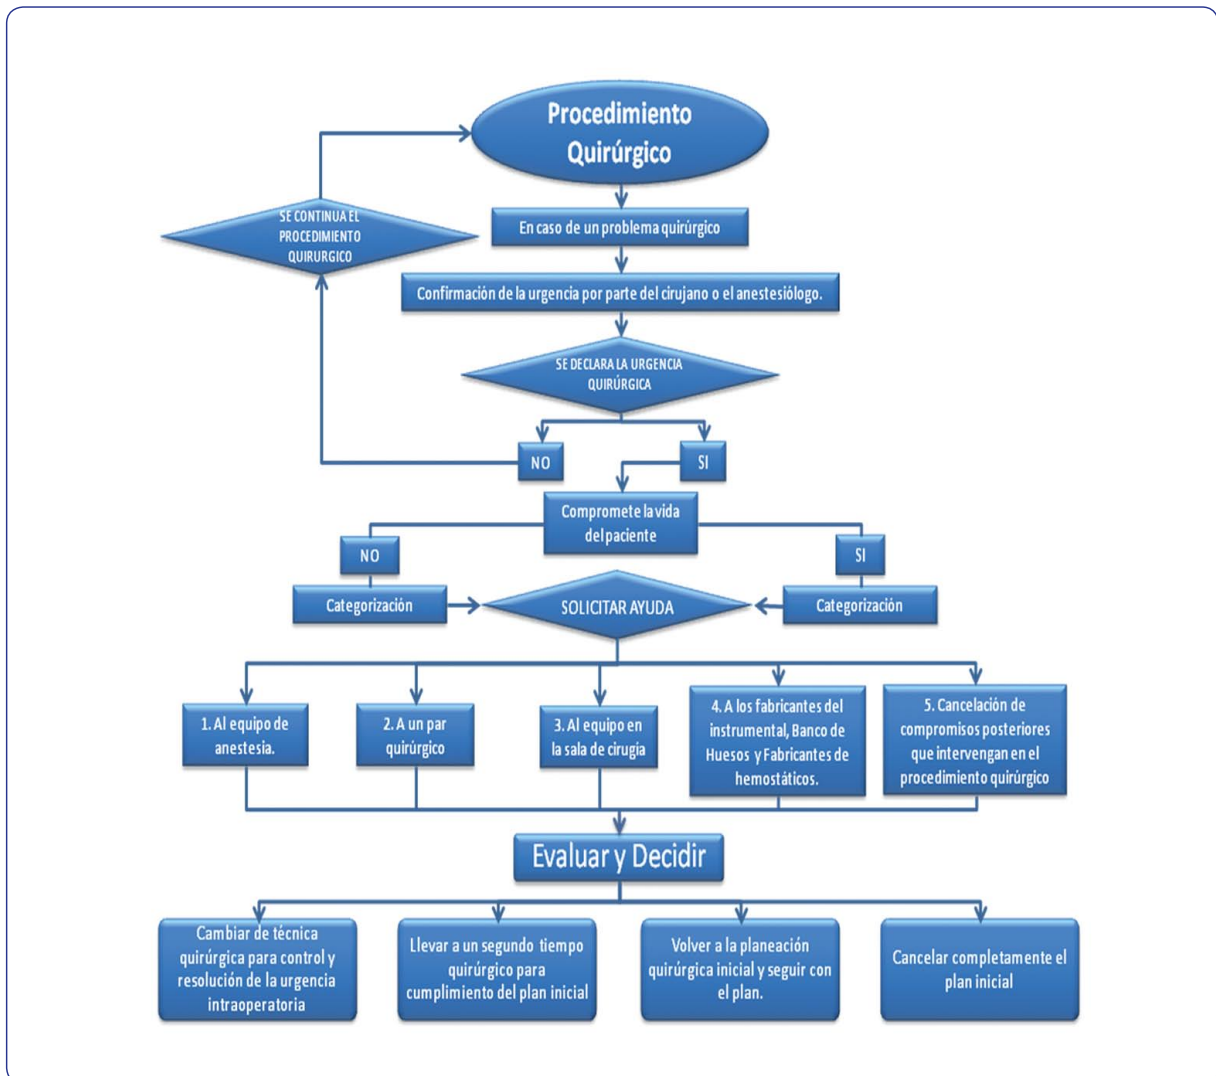 Procedimiento
Quirúrgico
SE CONTINUA EL
PROCEDIMIENTO
QUIRURGICO
En caso de un problema quirúrgico
Confirmación de la urgencia por parte del cirujano o el anestesiólogo.
SE DECLARA LA URGENCIA
QUIRÚRGICA
NO
SI
Compromete la vida
del paciente
NO
SI
Categorización
SOLICITAR AYUDA
Categorización
1. Al equipo de
anestesia.
2. A un par
quirúrgico
3. Al equipo en
la sala de cirugía
4. A los fabricantes del
instrumental, Banco de
Huesos y Fabricantes de
hemostáticos.
5. Cancelación de
compromisos posteriores
que intervengan en el
procedimiento quirúrgico
Evaluar y Decidir
Cambiar de técnica
quirúrgica para control y
resolución de la urgencia
intraoperatoria
Llevar a un segundo tiempo
quirúrgico para
cumplimiento del plan inicial
Volver a la planeación
quirúrgica inicial y seguir con
el plan.
Cancelar completamente el
plan inicial